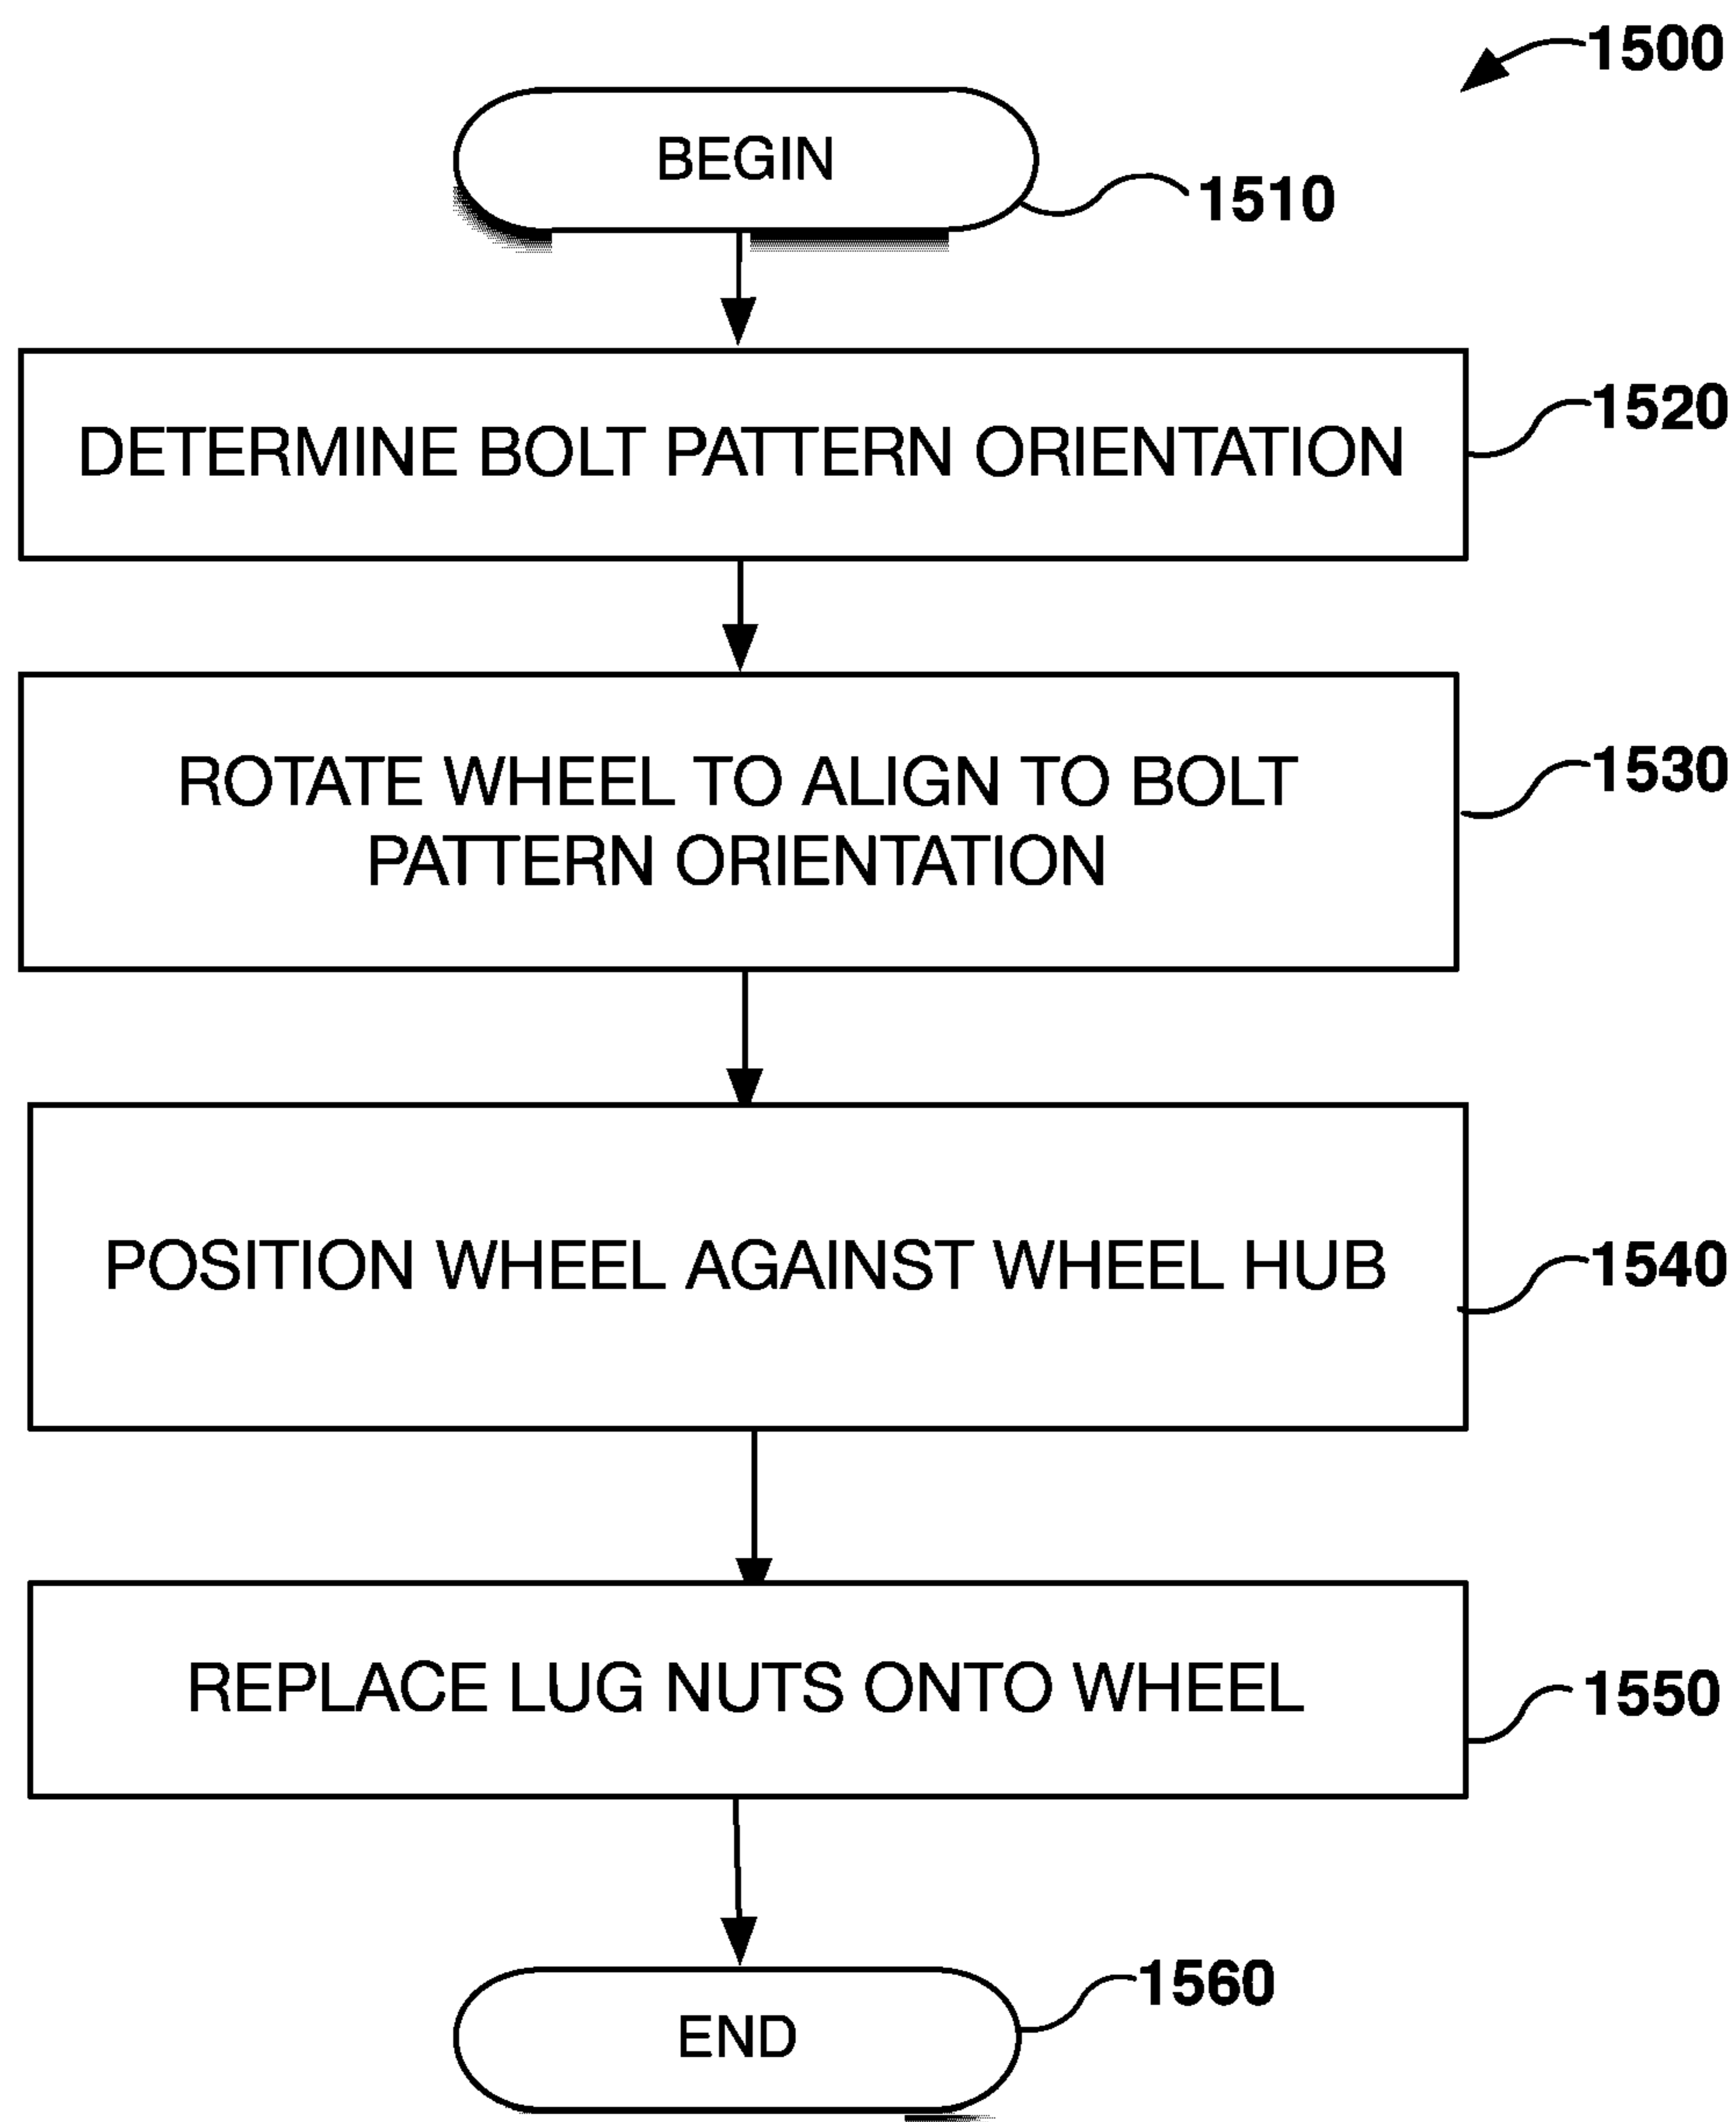 1500
BEGIN
1510
DETERMINE BOLT PATTERN ORIENTATION
1520
ROTATE WHEEL TO ALIGN TO BOLT
PATTERN ORIENTATION
1530
POSITION WHEEL AGAINST WHEEL HUB
1540
REPLACE LUG NUTS ONTO WHEEL
1550
1560
END